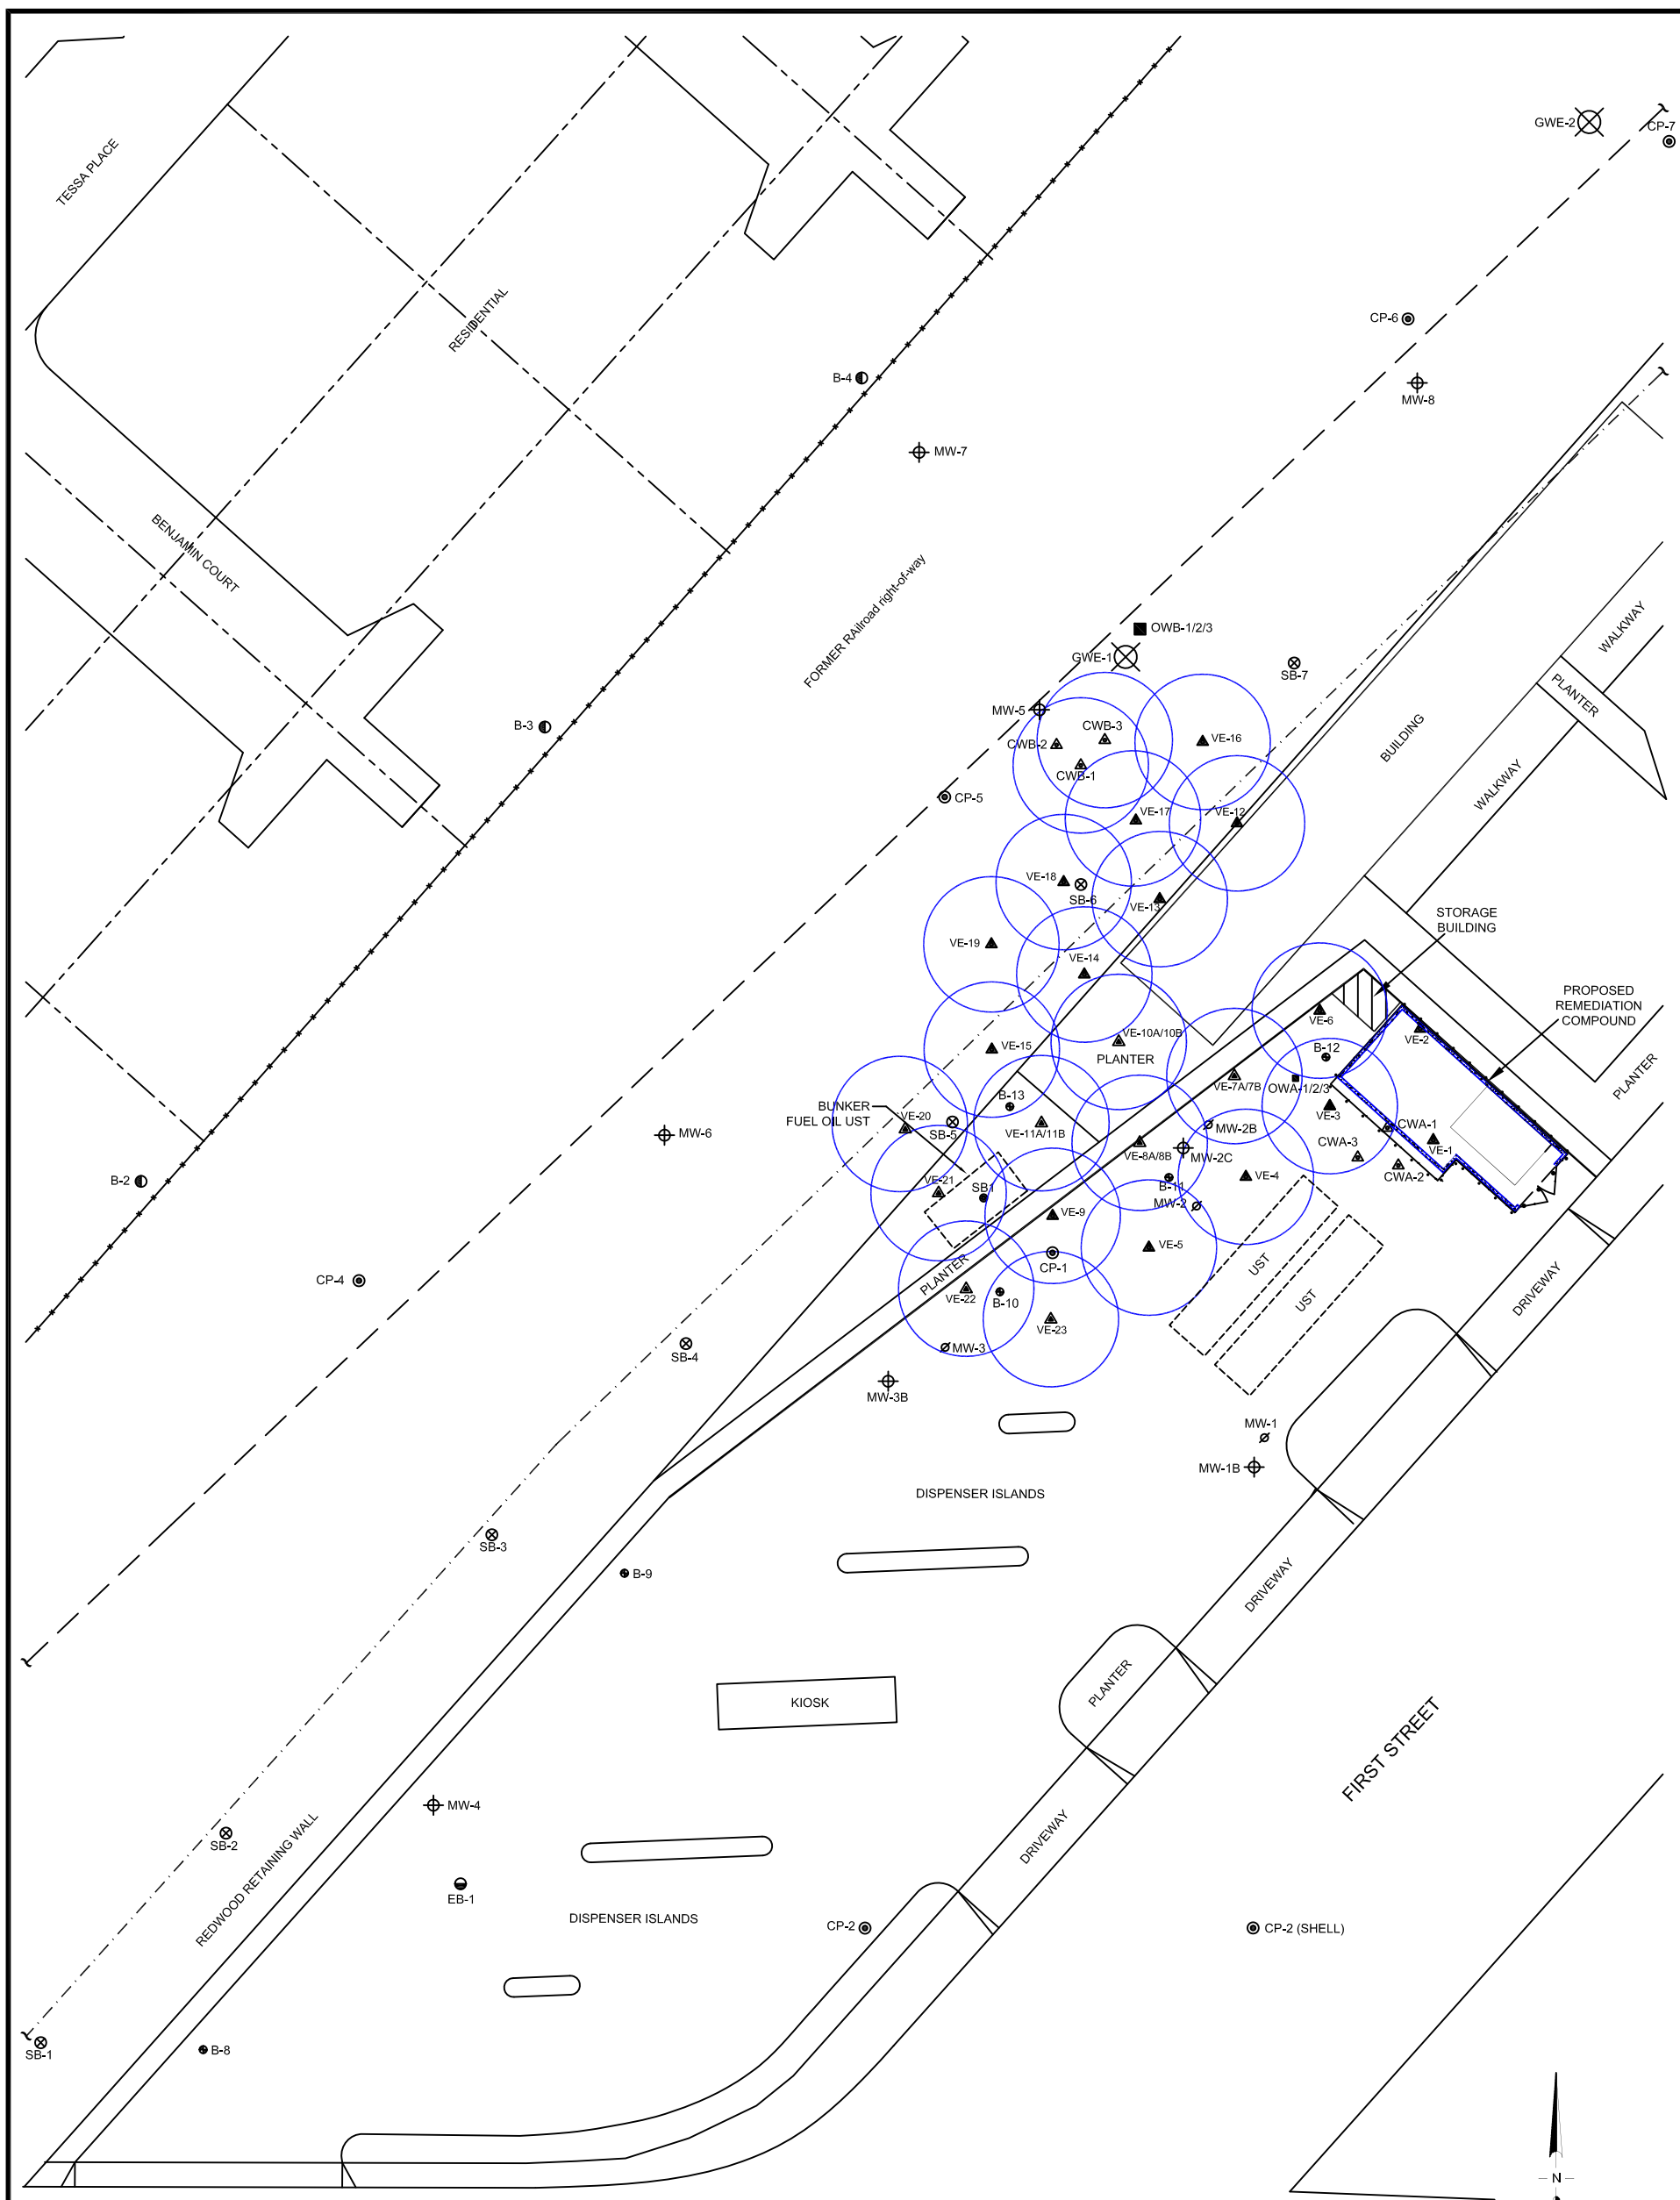 GWE-2
CP-7
TESSA PLACE
RESIDENTIAL
CP-6
B-4
MW-8
MW-7
BENJAMIN COURT
FORMER RAilroad right-of-way
OWB-1/2/3
GWE-1
SB-7
WALKWAY
PLANTER
MW-5
CWB-3
CWB-2
VE-16
BUILDING
B-3
CWB-1
WALKWAY
CP-5
VE-17
VE-12
VE-18
SB-6
VE-13
STORAGE
BUILDING
VE-19
VE-14
PROPOSED
REMEDIATION
COMPOUND
VE-6
VE-2
VE-10A/10B
VE-15
B-12
PLANTER
PLANTER
VE-7A/7B
OWA-1/2/3
BUNKER
FUEL OIL UST
B-13
VE-3
VE-20
SB-5
VE-11A/11B
MW-2B
CWA-1
MW-6
CWA-3
VE-1
VE-8A/8B
MW-2C
CWA-2
B-2
VE-21
SB1
B-11
VE-4
MW-2
VE-9
VE-5
CP-1
UST
CP-4
PLANTER
VE-22
B-10
UST
DRIVEWAY
VE-23
SB-4
MW-3
MW-3B
MW-1
MW-1B
DISPENSER ISLANDS
SB-3
B-9
DRIVEWAY
PLANTER
KIOSK
FIRST STREET
MW-4
SB-2
REDWOOD RETAINING WALL
DRIVEWAY
EB-1
DISPENSER ISLANDS
CP-2
CP-2 (SHELL)
SB-1
B-8
N